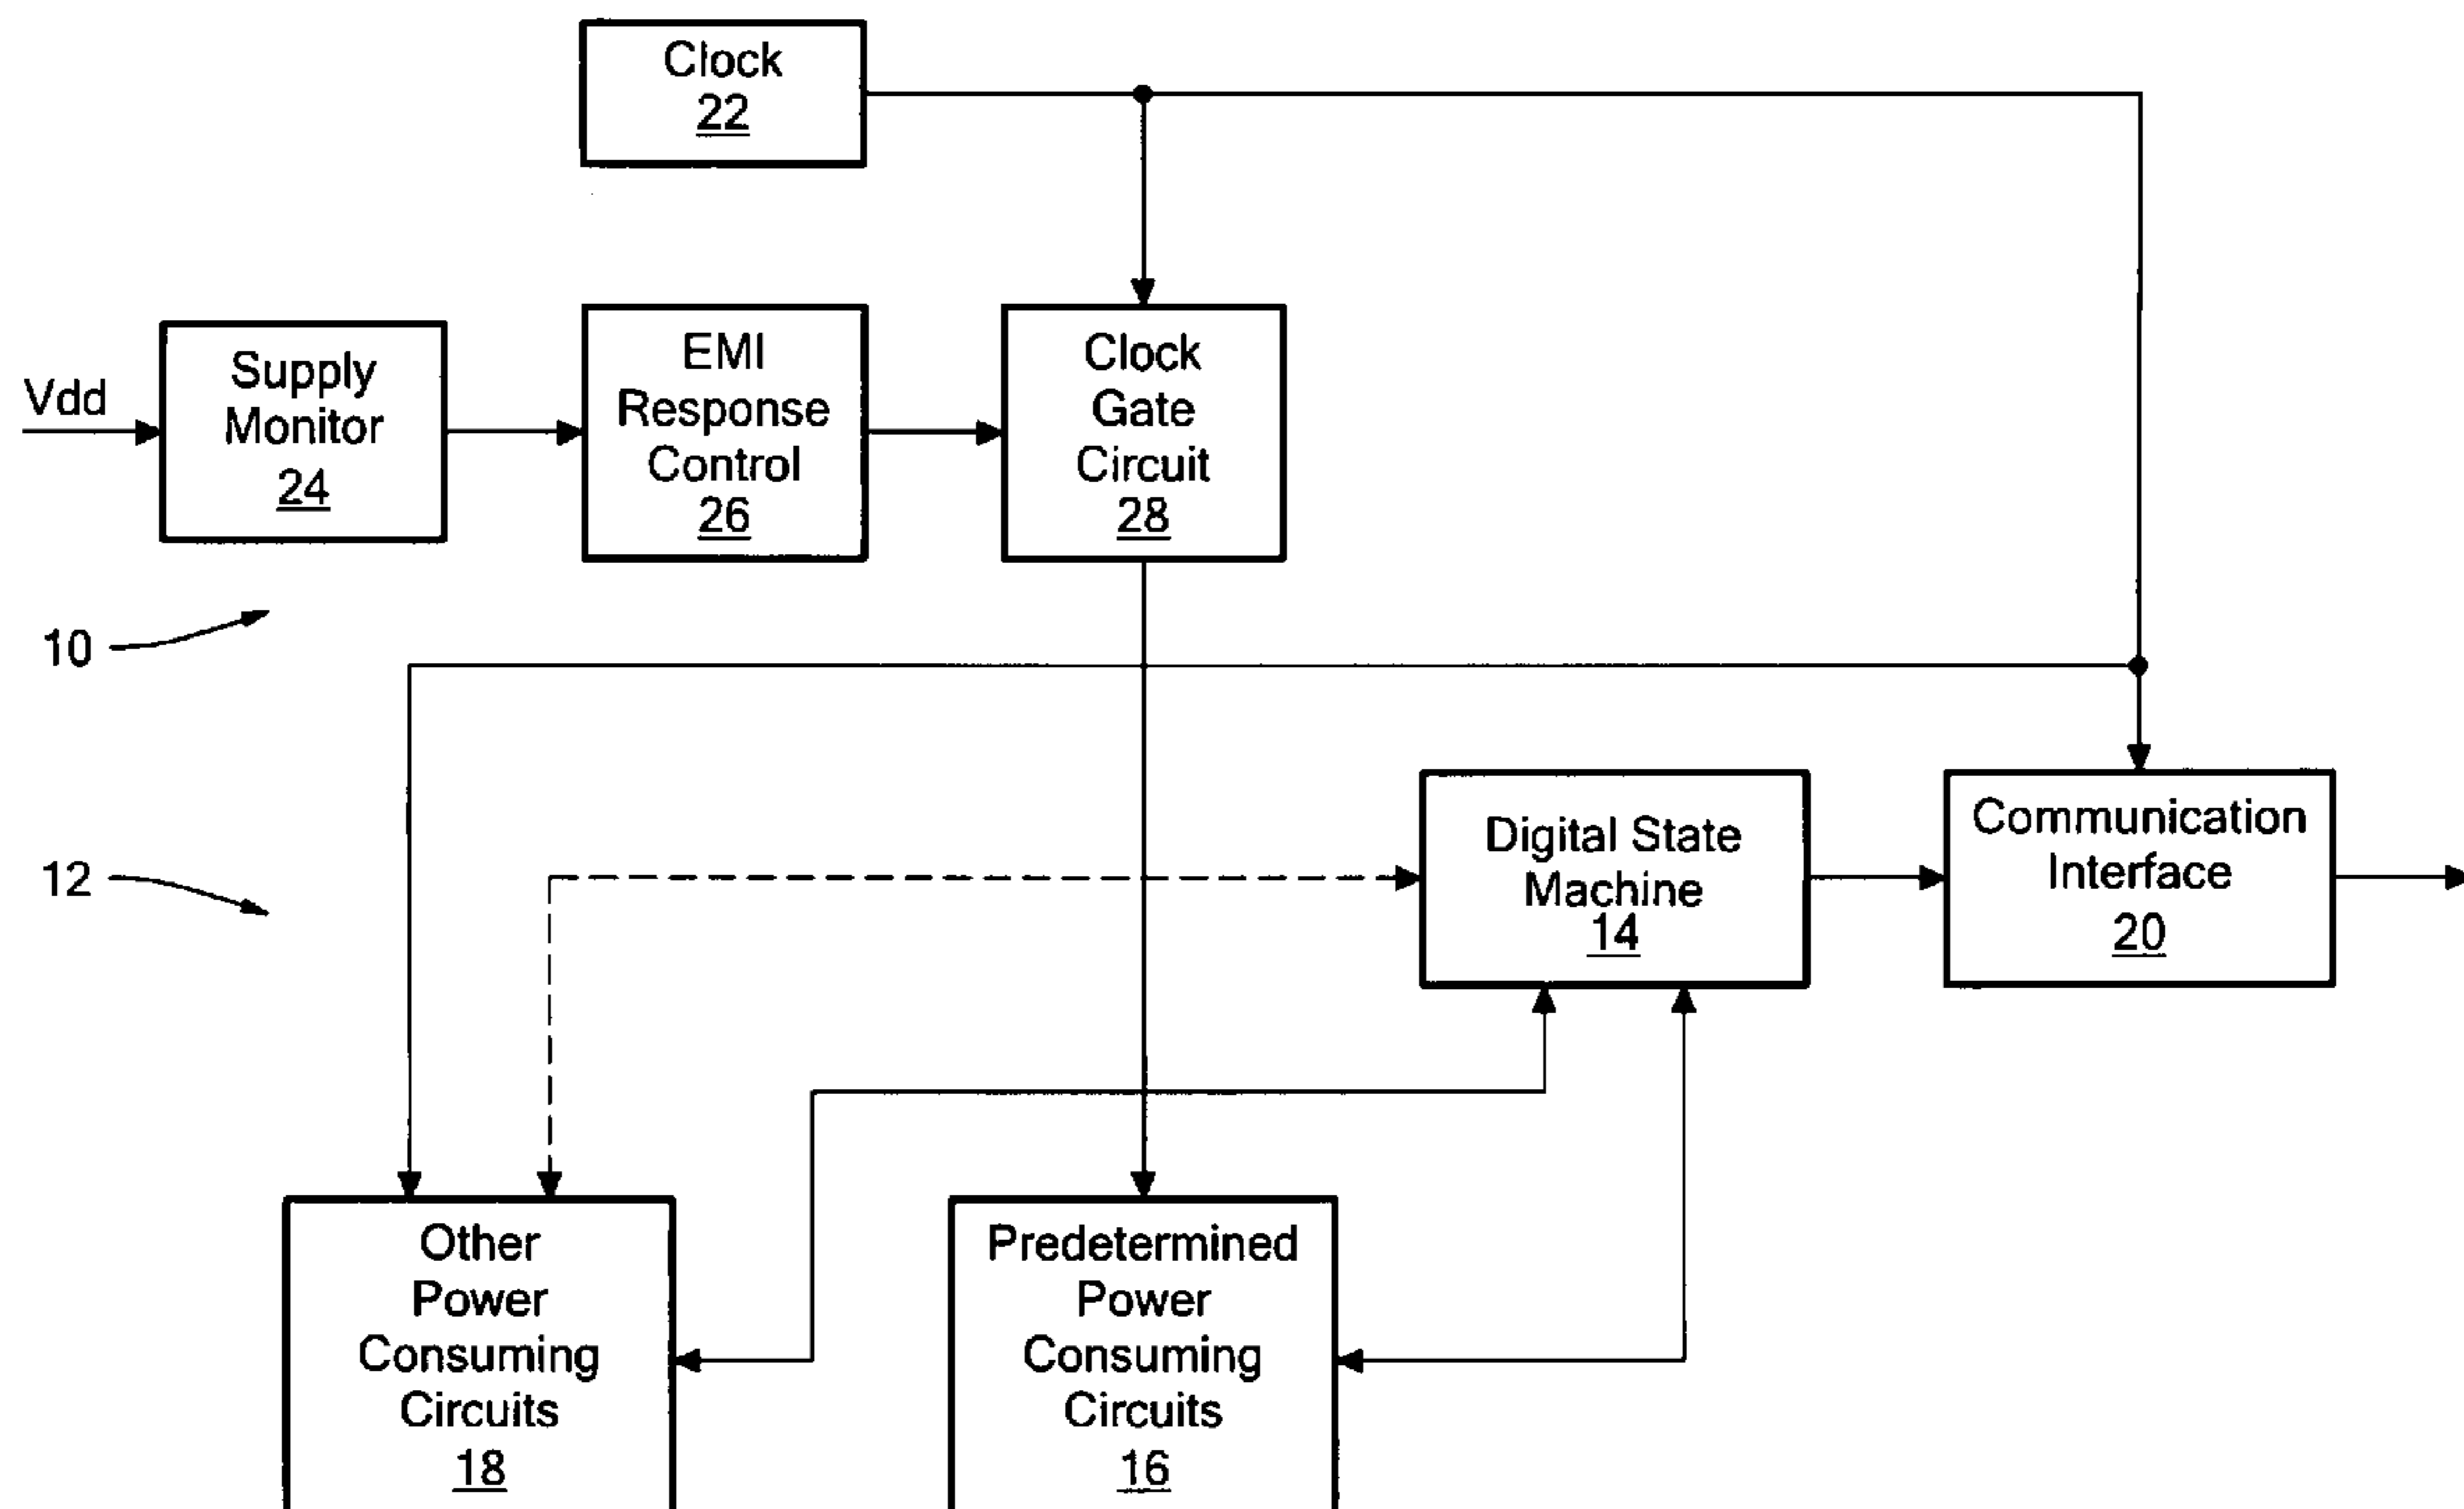 Clock
22
Vdd
Supply
Monitor
24
EMI
Response
Control
26
Clock
Gate
Circuit
28
10
12
Digital State
Machine
14
Communication
Interface
20
Other
Power
Consuming
Circuits
18
Predetermined
Power
Consuming
Circuits
16